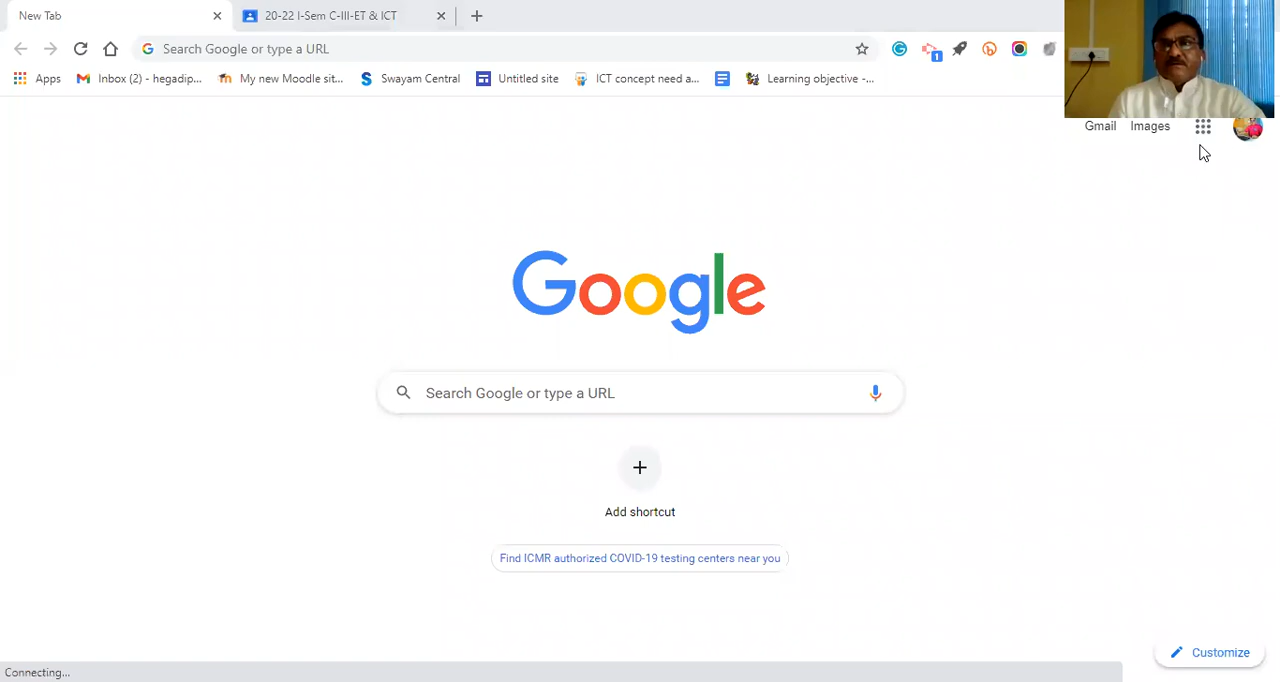 New Tab
20-22 I-Sem C-III-ET & ICT
Search Google or type a URL
1
Apps
Inbox (2) - hegadip...
My new Moodle sit...
Swayam Central
Untitled site
ICT concept need a...
Learning objective -...
Gmail
Images
Google
Search Google or type a URL
Add shortcut
Find ICMR authorized COVID-19 testing centers near you
Customize
Connecting...